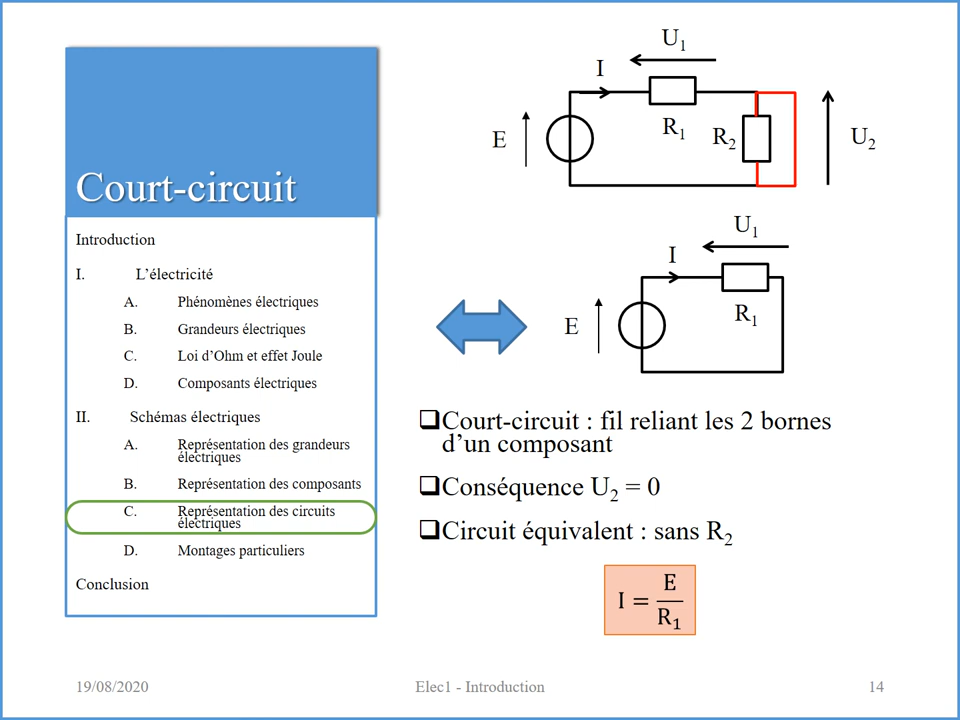 Court-circuit
Introduction
I. L’électricité
A. Phénomènes électriques
B. Grandeurs électriques
C. Loi d’Ohm et effet Joule
D. Composants électriques
II. Schémas électriques
A. Représentation des grandeurs
électriques
B. Représentation des composants
C. Représentation des circuits
électriques
D. Montages particuliers
Conclusion
U1
I
E
R1
R2
U2
U1
I
E
R1
❑Court-circuit : fil reliant les 2 bornes
d’un composant
❑Conséquence U2 = 0
❑Circuit équivalent : sans R2
I = E/R1
19/08/2020
Elec1 - Introduction
14